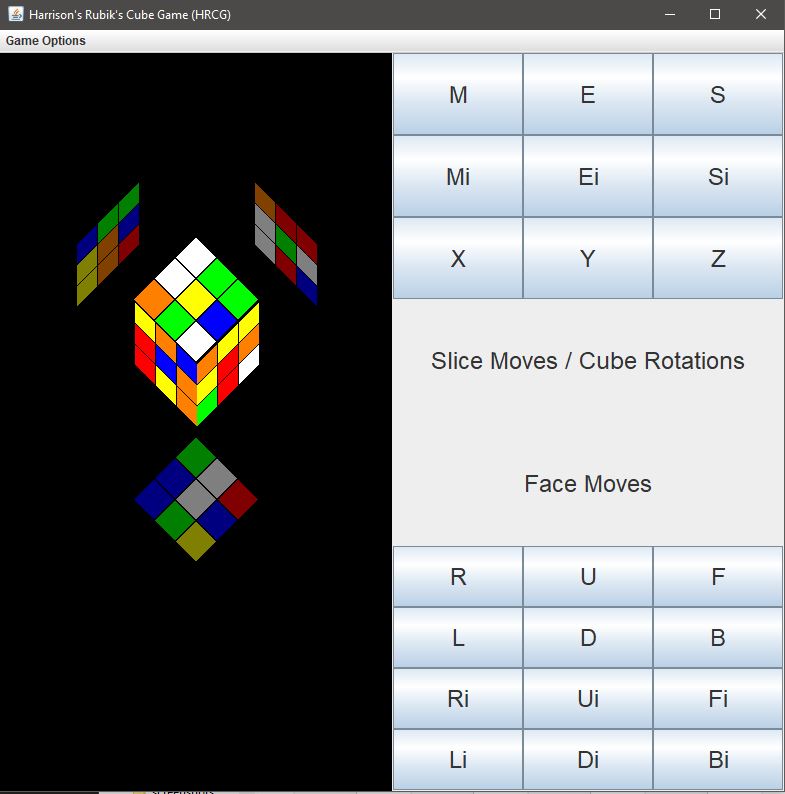 Harrison's Rubik's Cube Game (HRCG)
Game Options
M E S
Mi Ei Si
X Y Z
Slice Moves / Cube Rotations
Face Moves
R U F
L D B
Ri Ui Fi
Li Di Bi